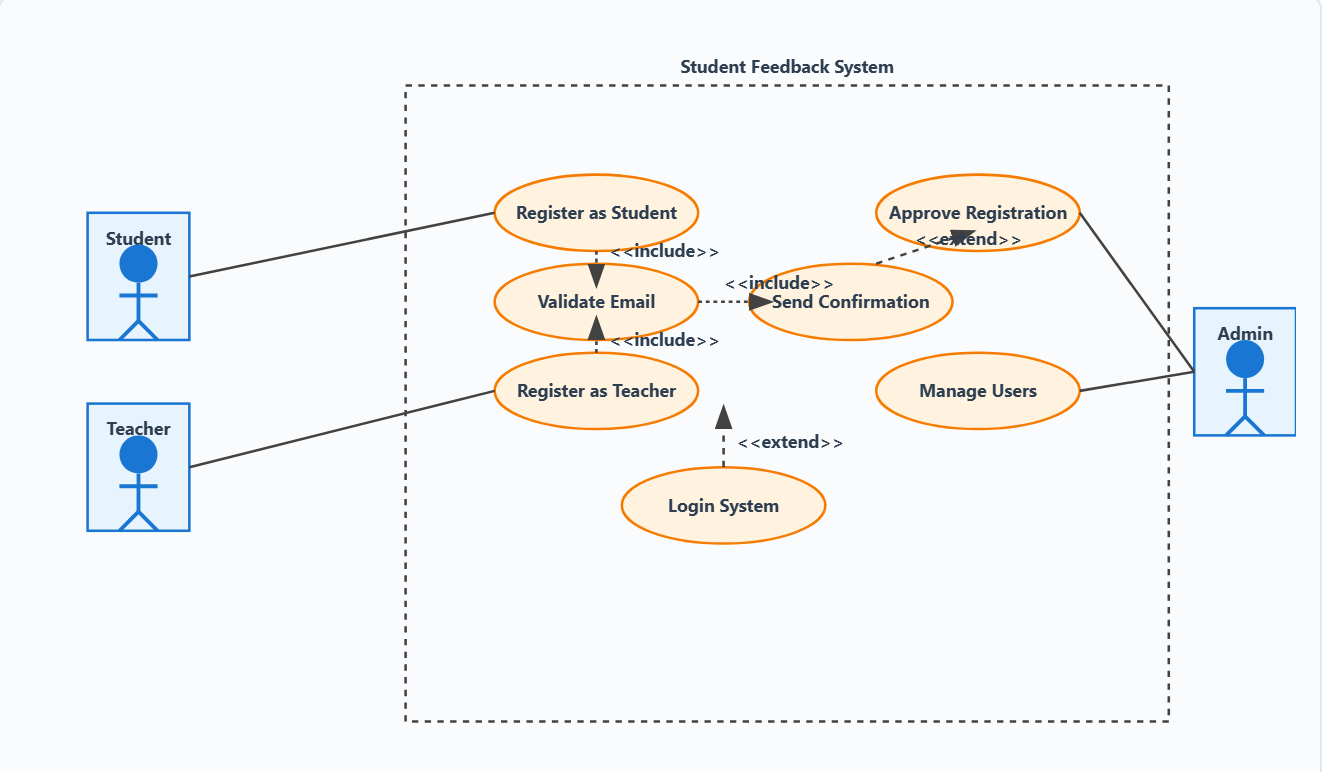 Student Feedback System
Register as Student
Approve Registration
Student
<<extend>>
<<include>>
<<include>>
Validate Email
Send Confirmation
Admin
<<include>>
Register as Teacher
Manage Users
Teacher
<<extend>>
Login System